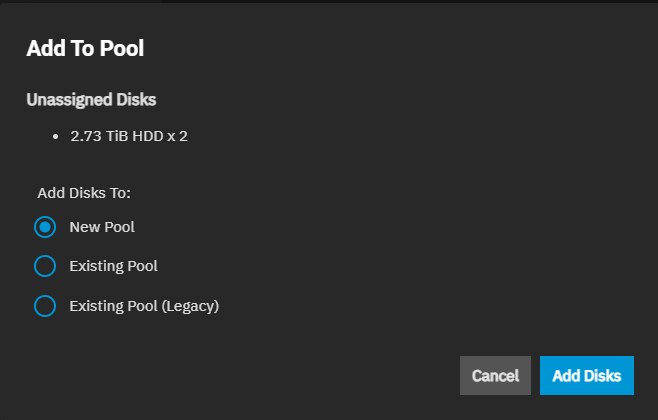 Add To Pool
Unassigned Disks
• 2.73 TiB HDD x 2
Add Disks To:
New Pool
Existing Pool
Existing Pool (Legacy)
Cancel Add Disks